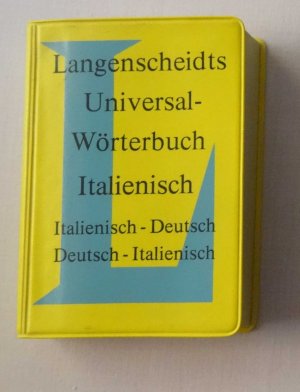 Langenscheidts
Universal-
Wörterbuch
Italienisch
Italienisch - Deutsch
Deutsch - Italienisch